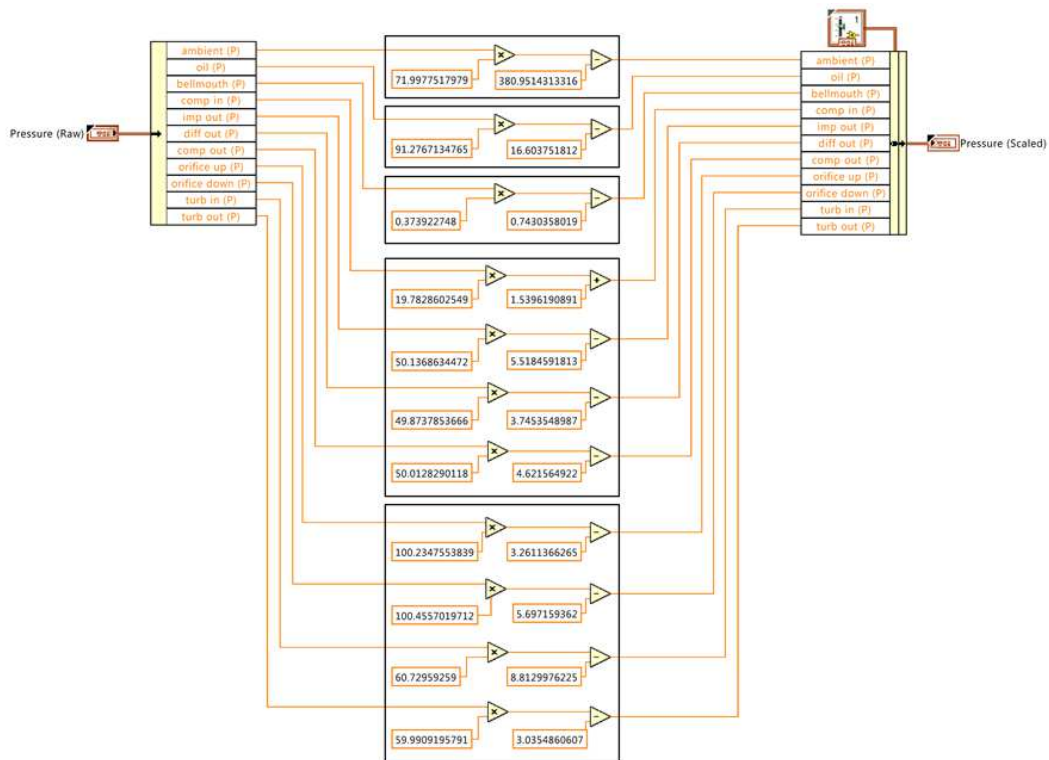 Pressure (Raw)
ambient (P)
oil (P)
bellmouth (P)
comp in (P)
imp out (P)
diff out (P)
comp out (P)
orifice up (P)
orifice down (P)
turb in (P)
turb out (P)
71.9977517979
380.9514313316
91.2767134765
16.603751812
0.373922748
0.7430358019
19.7828602549
1.5396190891
50.1368634472
5.5184591813
49.8737853666
3.7453548987
50.0128290118
4.621564922
100.2347553839
3.2611366265
100.4557019712
5.697159362
60.72959259
8.8129976225
59.9909195791
3.0354860607
1
ambient (P)
oil (P)
bellmouth (P)
comp in (P)
imp out (P)
diff out (P)
comp out (P)
orifice up (P)
orifice down (P)
turb in (P)
turb out (P)
Pressure (Scaled)